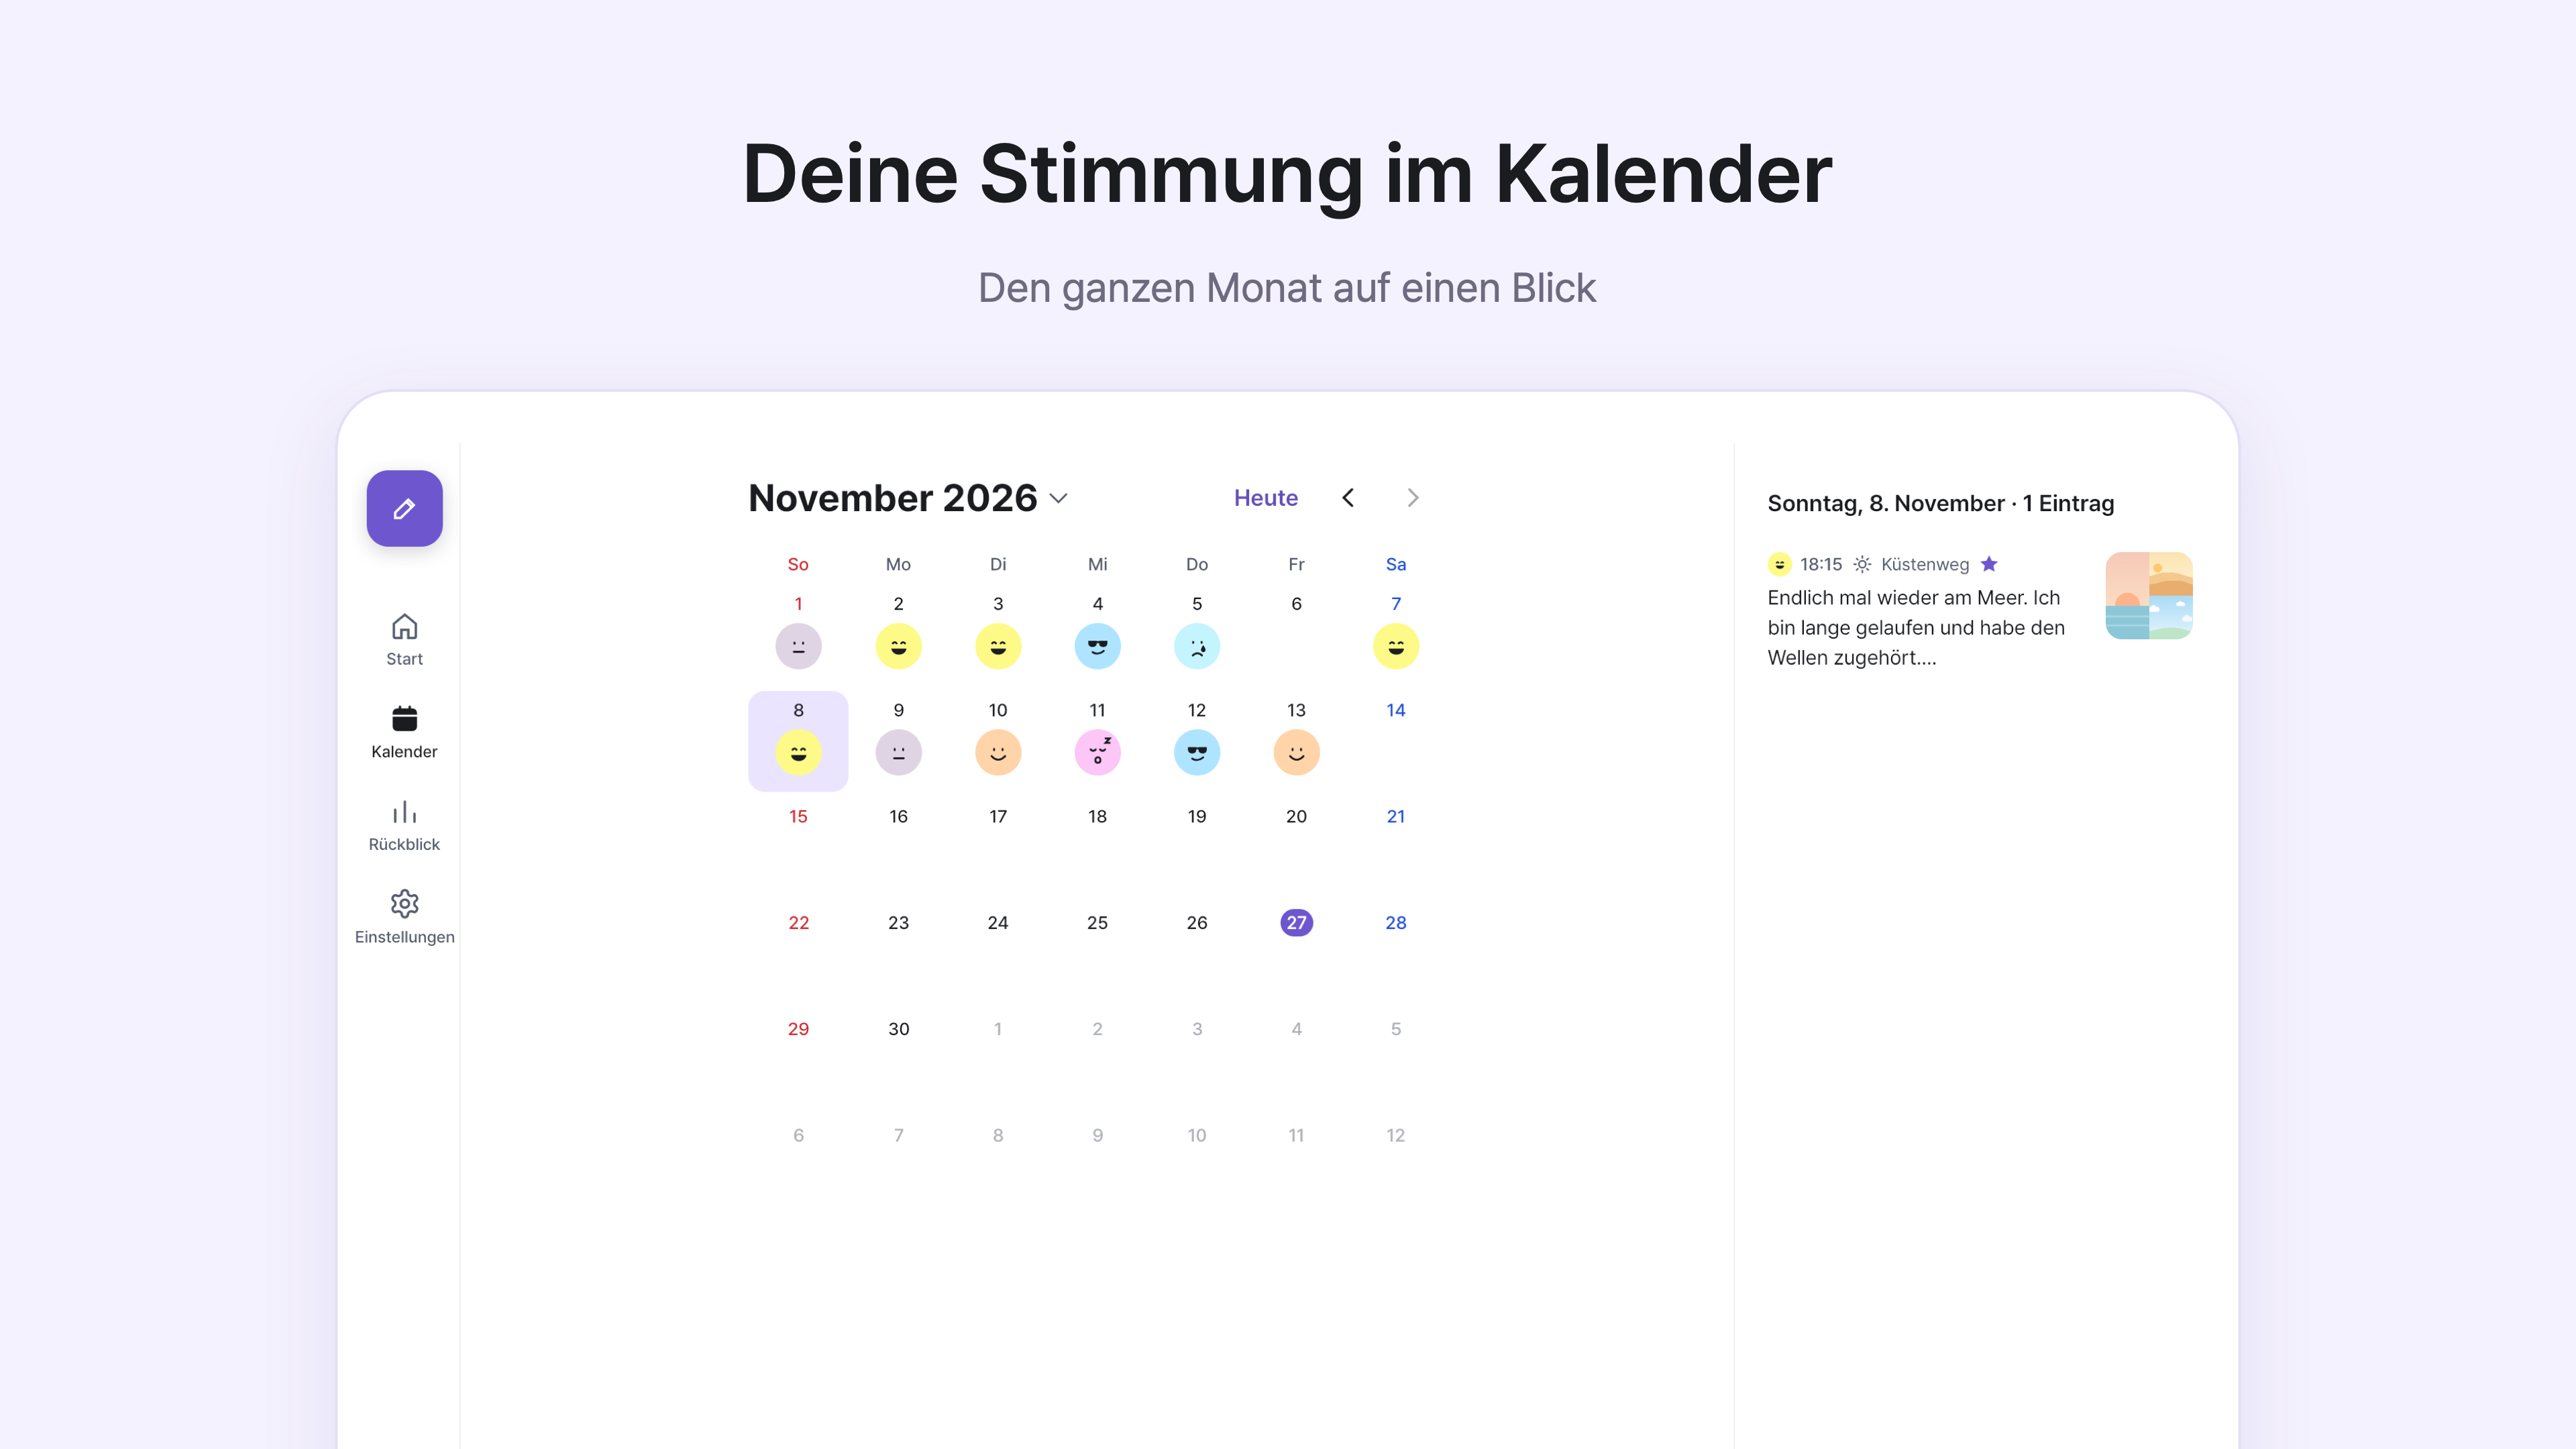 Deine Stimmung im Kalender
Den ganzen Monat auf einen Blick
Start
Kalender
Rückblick
Einstellungen
November 2026
Heute
So Mo Di Mi Do Fr Sa
1 2 3 4 5 6 7
8 9 10 11 12 13 14
15 16 17 18 19 20 21
22 23 24 25 26 27 28
29 30 1 2 3 4 5
6 7 8 9 10 11 12
Sonntag, 8. November · 1 Eintrag
18:15 Küstenweg
Endlich mal wieder am Meer. Ich
bin lange gelaufen und habe den
Wellen zugehört....